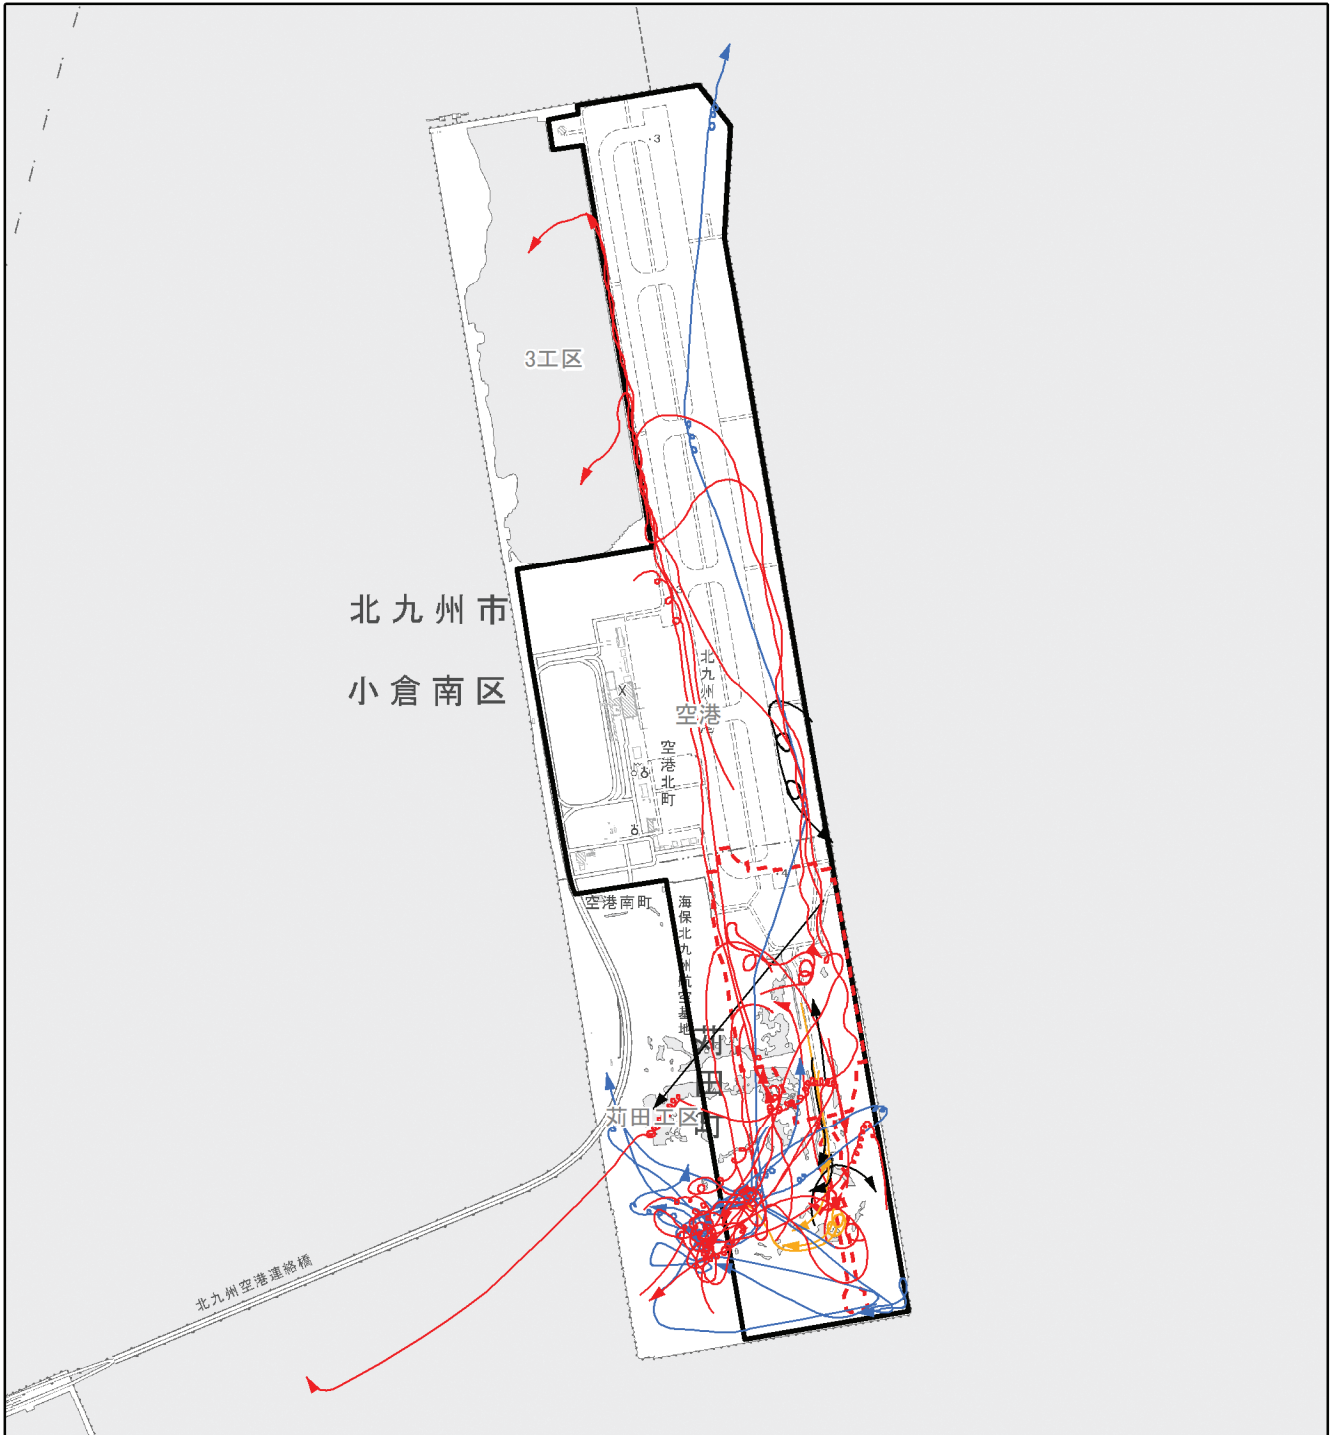 ・3
3工区
北九州市
小倉南区
北九州
空港
空港北町
・4
空港南町
海保北九州航空基地
苅田町
苅田工区
北九州空港連絡橋